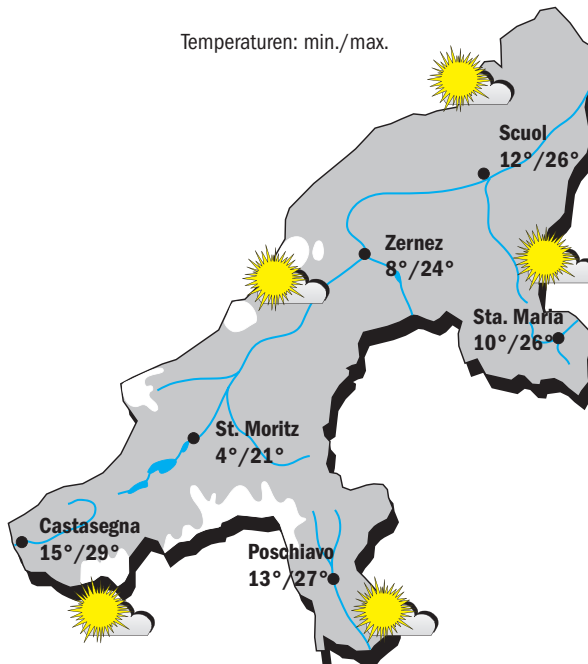 Temperaturen: min./max.
Scuol
12°/26°
Zernez
8°/24°
Sta. Maria
10°/26°
St. Moritz
4°/21°
Castasegna
15°/29°
Poschiavo
13°/27°